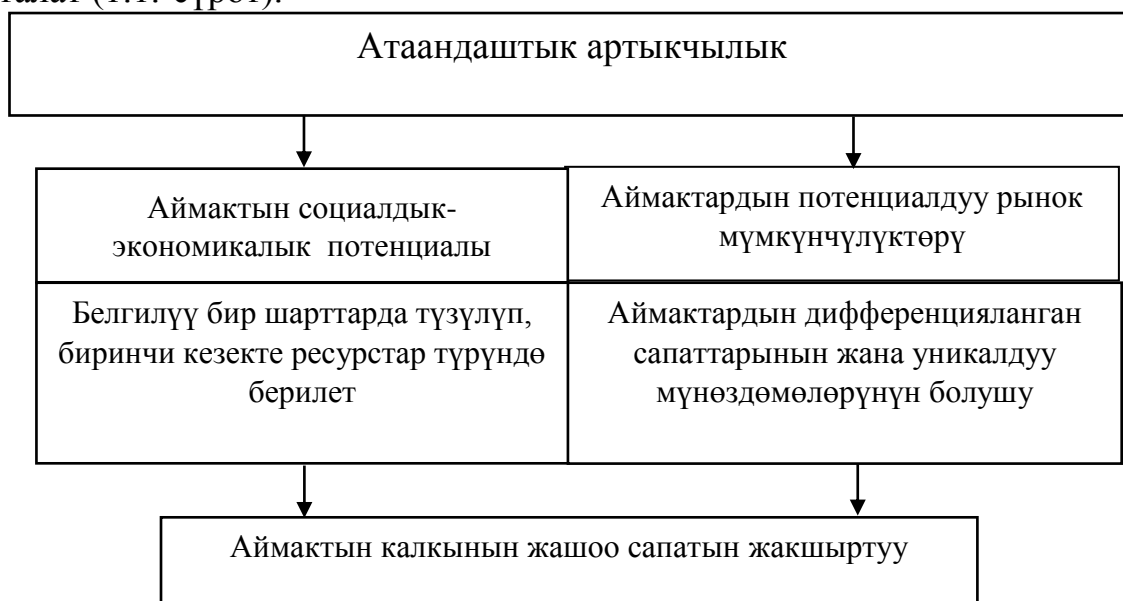 Атаандаштык артыкчылык
Аймактын социалдык-
экономикалык потенциалы
Аймактардын потенциалдуу рынок
мүмкүнчүлүктөрү
Белгилүү бир шарттарда түзүлүп,
биринчи кезекте ресурстар түрүндө
берилет
Аймактардын дифференцияланган
сапаттарынын жана уникалдуу
мүнөздөмөлөрүнүн болушу
Аймактын калкынын жашоо сапатын жакшыртуу